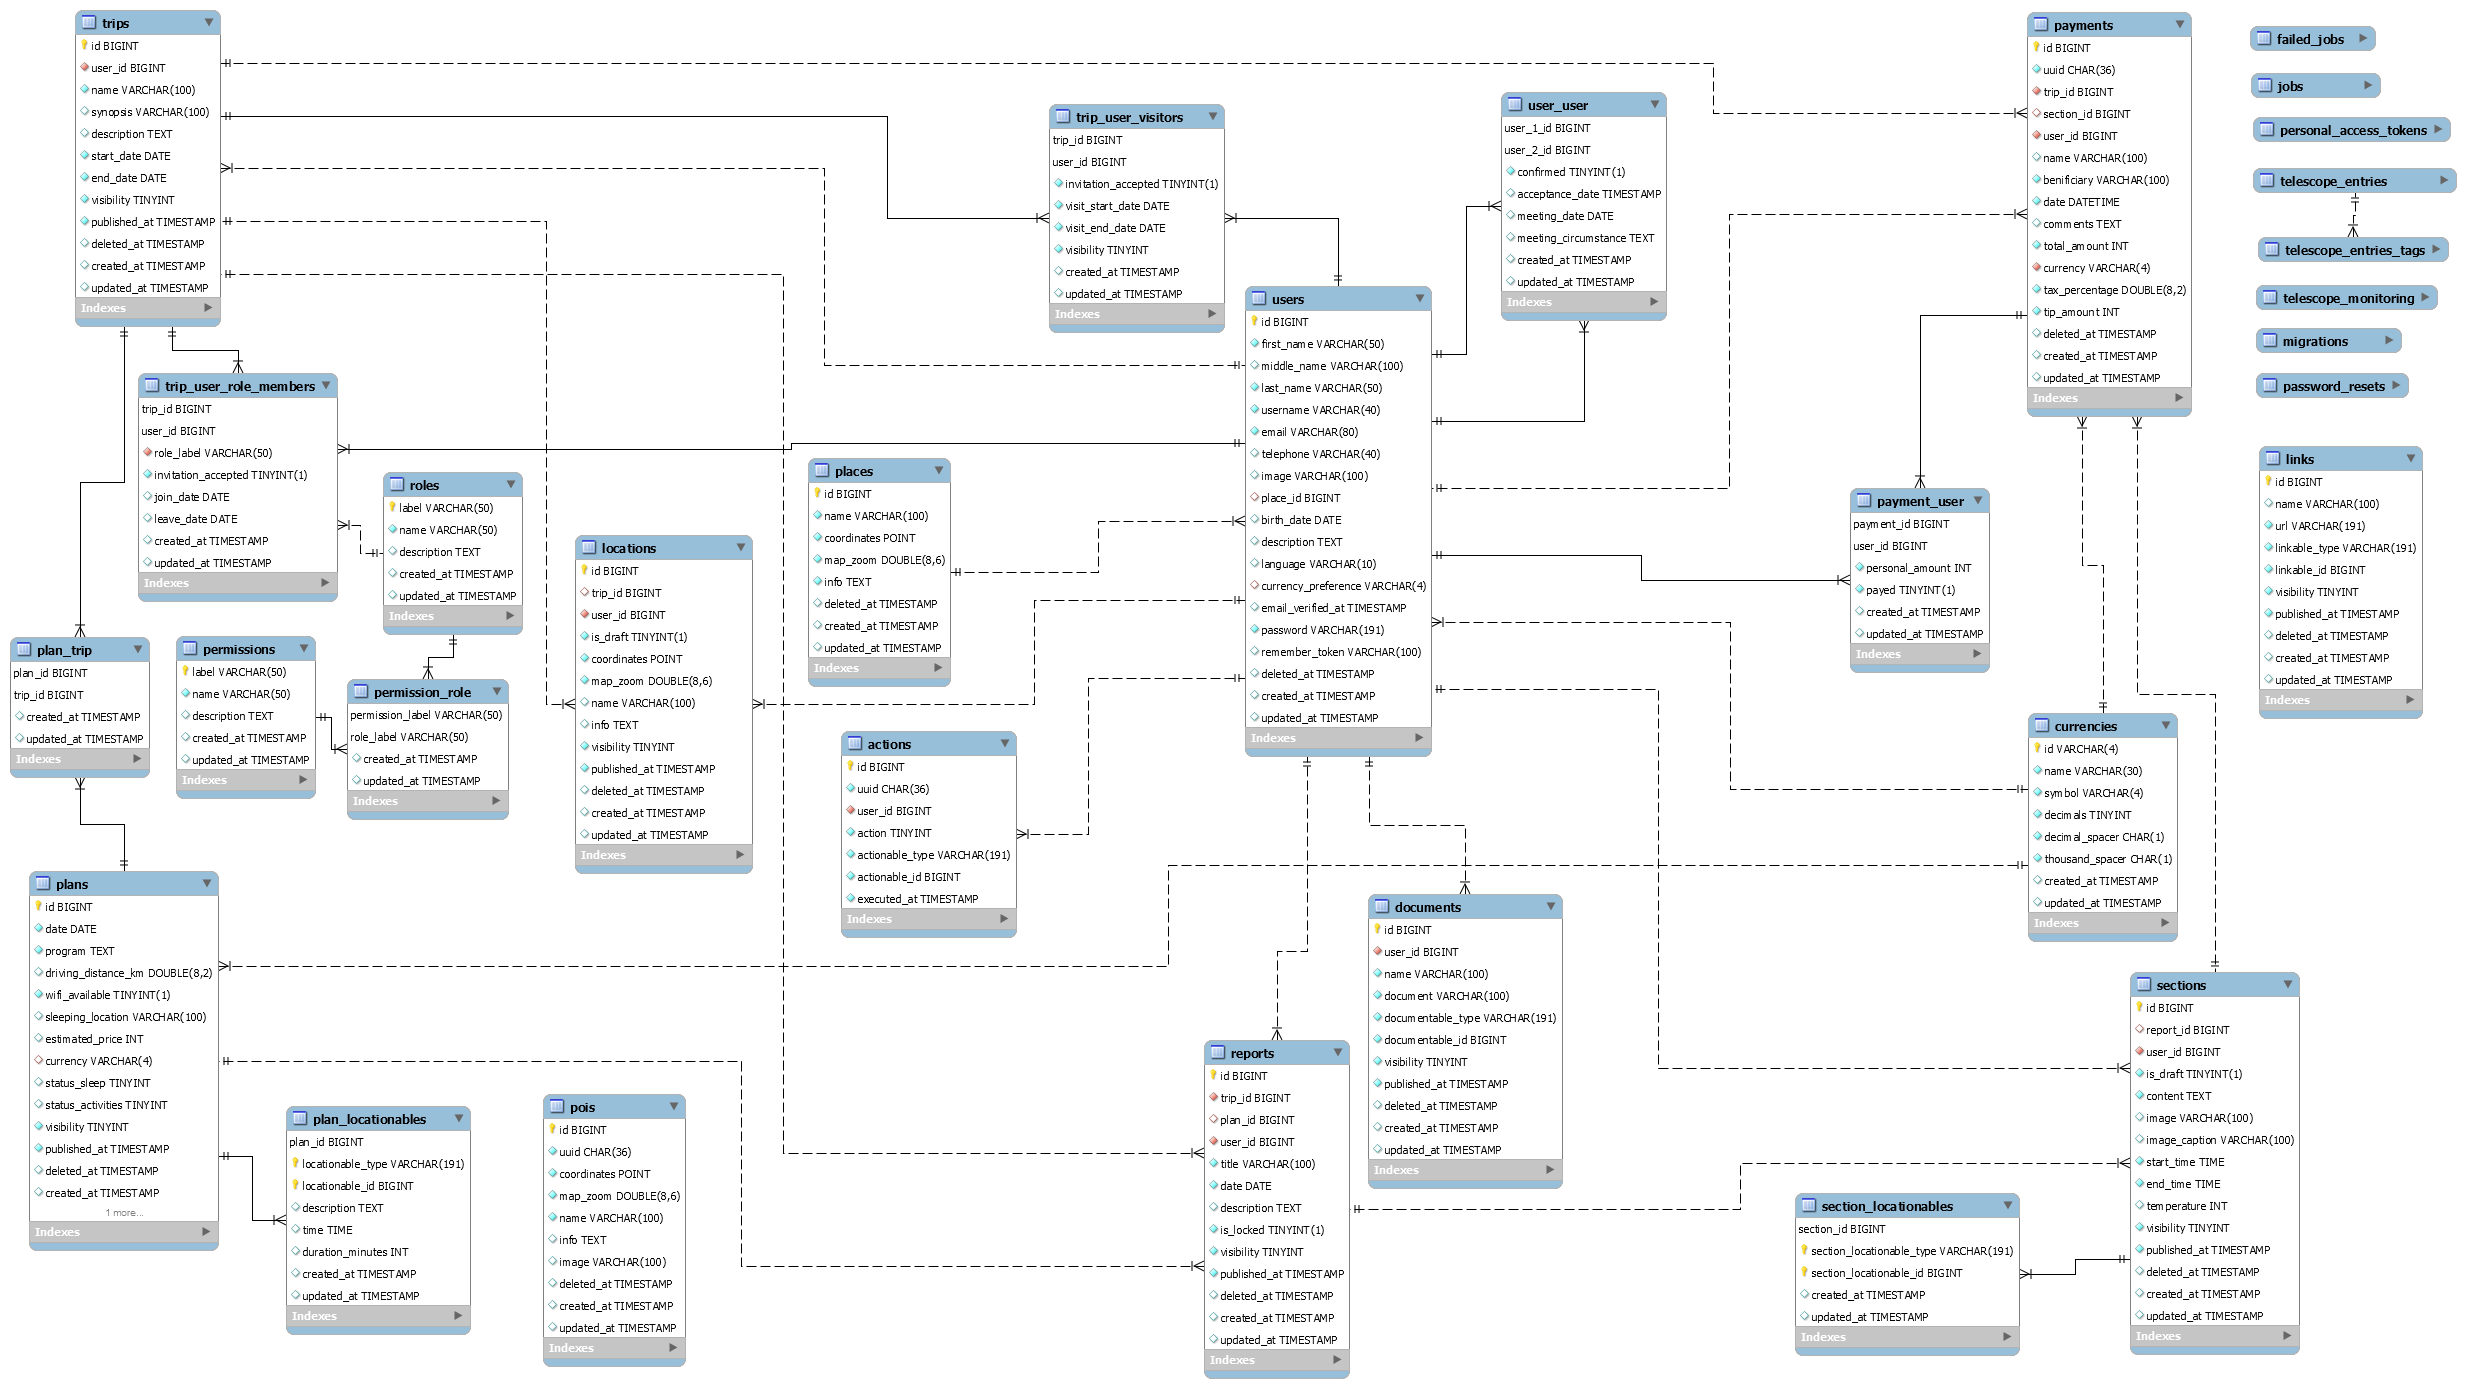 trips
id BIGINT
user_id BIGINT
name VARCHAR(100)
synopsis VARCHAR(100)
description TEXT
start_date DATE
end_date DATE
visibility TINYINT
published_at TIMESTAMP
deleted_at TIMESTAMP
created_at TIMESTAMP
updated_at TIMESTAMP
Indexes
trip_user_role_members
trip_id BIGINT
user_id BIGINT
role_label VARCHAR(50)
invitation_accepted TINYINT(1)
join_date DATE
leave_date DATE
created_at TIMESTAMP
updated_at TIMESTAMP
Indexes
roles
label VARCHAR(50)
name VARCHAR(50)
description TEXT
created_at TIMESTAMP
updated_at TIMESTAMP
Indexes
plan_trip
plan_id BIGINT
trip_id BIGINT
created_at TIMESTAMP
updated_at TIMESTAMP
Indexes
permissions
label VARCHAR(50)
name VARCHAR(50)
description TEXT
created_at TIMESTAMP
updated_at TIMESTAMP
Indexes
permission_role
permission_label VARCHAR(50)
role_label VARCHAR(50)
created_at TIMESTAMP
updated_at TIMESTAMP
Indexes
plans
id BIGINT
date DATE
program TEXT
driving_distance_km DOUBLE(8,2)
wifi_available TINYINT(1)
sleeping_location VARCHAR(100)
estimated_price INT
currency VARCHAR(4)
status_sleep TINYINT
status_activities TINYINT
visibility TINYINT
published_at TIMESTAMP
deleted_at TIMESTAMP
created_at TIMESTAMP
1 more...
Indexes
plan_locationables
plan_id BIGINT
locationable_type VARCHAR(191)
locationable_id BIGINT
description TEXT
time TIME
duration_minutes INT
created_at TIMESTAMP
updated_at TIMESTAMP
Indexes
locations
id BIGINT
trip_id BIGINT
user_id BIGINT
is_draft TINYINT(1)
coordinates POINT
map_zoom DOUBLE(8,6)
name VARCHAR(100)
info TEXT
visibility TINYINT
published_at TIMESTAMP
deleted_at TIMESTAMP
created_at TIMESTAMP
updated_at TIMESTAMP
Indexes
pois
id BIGINT
uuid CHAR(36)
coordinates POINT
map_zoom DOUBLE(8,6)
name VARCHAR(100)
info TEXT
image VARCHAR(100)
deleted_at TIMESTAMP
created_at TIMESTAMP
updated_at TIMESTAMP
Indexes
places
id BIGINT
name VARCHAR(100)
coordinates POINT
map_zoom DOUBLE(8,6)
info TEXT
deleted_at TIMESTAMP
created_at TIMESTAMP
updated_at TIMESTAMP
Indexes
actions
id BIGINT
uuid CHAR(36)
user_id BIGINT
action TINYINT
actionable_type VARCHAR(191)
actionable_id BIGINT
executed_at TIMESTAMP
Indexes
trip_user_visitors
trip_id BIGINT
user_id BIGINT
invitation_accepted TINYINT(1)
visit_start_date DATE
visit_end_date DATE
visibility TINYINT
created_at TIMESTAMP
updated_at TIMESTAMP
Indexes
users
id BIGINT
first_name VARCHAR(50)
middle_name VARCHAR(100)
last_name VARCHAR(50)
username VARCHAR(40)
email VARCHAR(80)
telephone VARCHAR(40)
image VARCHAR(100)
place_id BIGINT
birth_date DATE
description TEXT
language VARCHAR(10)
currency_preference VARCHAR(4)
email_verified_at TIMESTAMP
password VARCHAR(191)
remember_token VARCHAR(100)
deleted_at TIMESTAMP
created_at TIMESTAMP
updated_at TIMESTAMP
Indexes
user_user
user_1_id BIGINT
user_2_id BIGINT
confirmed TINYINT(1)
acceptance_date TIMESTAMP
meeting_date DATE
meeting_circumstance TEXT
created_at TIMESTAMP
updated_at TIMESTAMP
Indexes
documents
id BIGINT
user_id BIGINT
name VARCHAR(100)
document VARCHAR(100)
documentable_type VARCHAR(191)
documentable_id BIGINT
visibility TINYINT
published_at TIMESTAMP
deleted_at TIMESTAMP
created_at TIMESTAMP
updated_at TIMESTAMP
Indexes
reports
id BIGINT
trip_id BIGINT
plan_id BIGINT
user_id BIGINT
title VARCHAR(100)
date DATE
description TEXT
is_locked TINYINT(1)
visibility TINYINT
published_at TIMESTAMP
deleted_at TIMESTAMP
created_at TIMESTAMP
updated_at TIMESTAMP
Indexes
payments
id BIGINT
uuid CHAR(36)
trip_id BIGINT
section_id BIGINT
user_id BIGINT
name VARCHAR(100)
benificiary VARCHAR(100)
date DATETIME
comments TEXT
total_amount INT
currency VARCHAR(4)
tax_percentage DOUBLE(8,2)
tip_amount INT
deleted_at TIMESTAMP
created_at TIMESTAMP
updated_at TIMESTAMP
Indexes
payment_user
payment_id BIGINT
user_id BIGINT
personal_amount INT
payed TINYINT(1)
created_at TIMESTAMP
updated_at TIMESTAMP
Indexes
currencies
id VARCHAR(4)
name VARCHAR(30)
symbol VARCHAR(4)
decimals TINYINT
decimal_spacer CHAR(1)
thousand_spacer CHAR(1)
created_at TIMESTAMP
updated_at TIMESTAMP
Indexes
sections
id BIGINT
report_id BIGINT
user_id BIGINT
is_draft TINYINT(1)
content TEXT
image VARCHAR(100)
image_caption VARCHAR(100)
start_time TIME
end_time TIME
temperature INT
visibility TINYINT
published_at TIMESTAMP
deleted_at TIMESTAMP
created_at TIMESTAMP
updated_at TIMESTAMP
Indexes
section_locationables
section_id BIGINT
section_locationable_type VARCHAR(191)
section_locationable_id BIGINT
created_at TIMESTAMP
updated_at TIMESTAMP
Indexes
failed_jobs
jobs
personal_access_tokens
telescope_entries
telescope_entries_tags
telescope_monitoring
migrations
password_resets
links
id BIGINT
name VARCHAR(100)
url VARCHAR(191)
linkable_type VARCHAR(191)
linkable_id BIGINT
visibility TINYINT
published_at TIMESTAMP
deleted_at TIMESTAMP
created_at TIMESTAMP
updated_at TIMESTAMP
Indexes